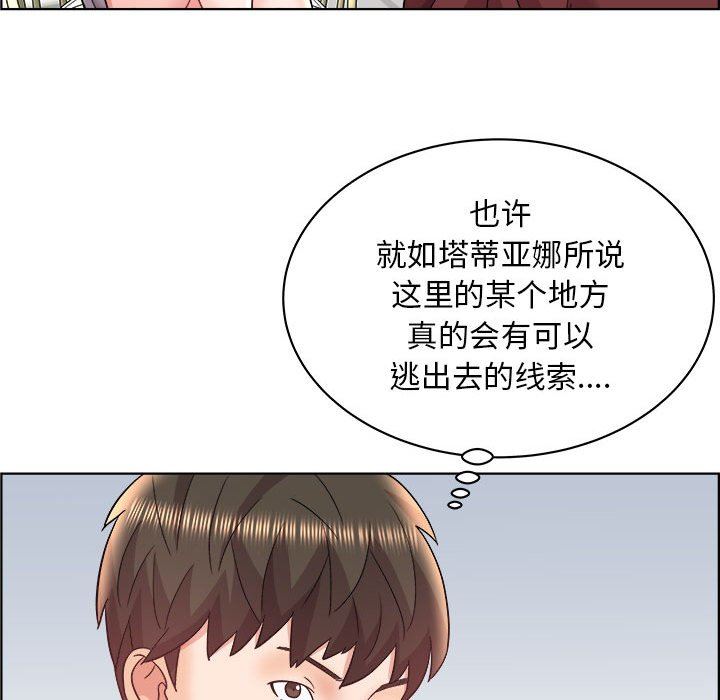 也许
就如塔蒂亚娜所说
这里的某个地方
真的会有可以
逃出去的线索....